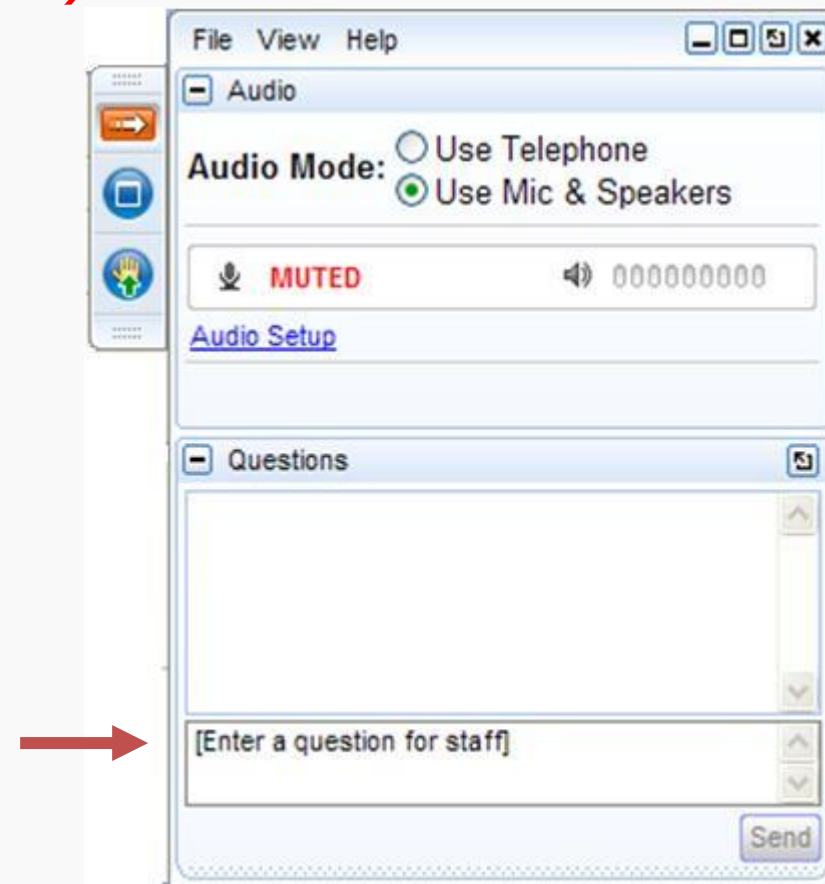 File View Help
Audio
Audio Mode: Use Telephone
Use Mic & Speakers
MUTED 000000000
Audio Setup
Questions
[Enter a question for staff]
Send